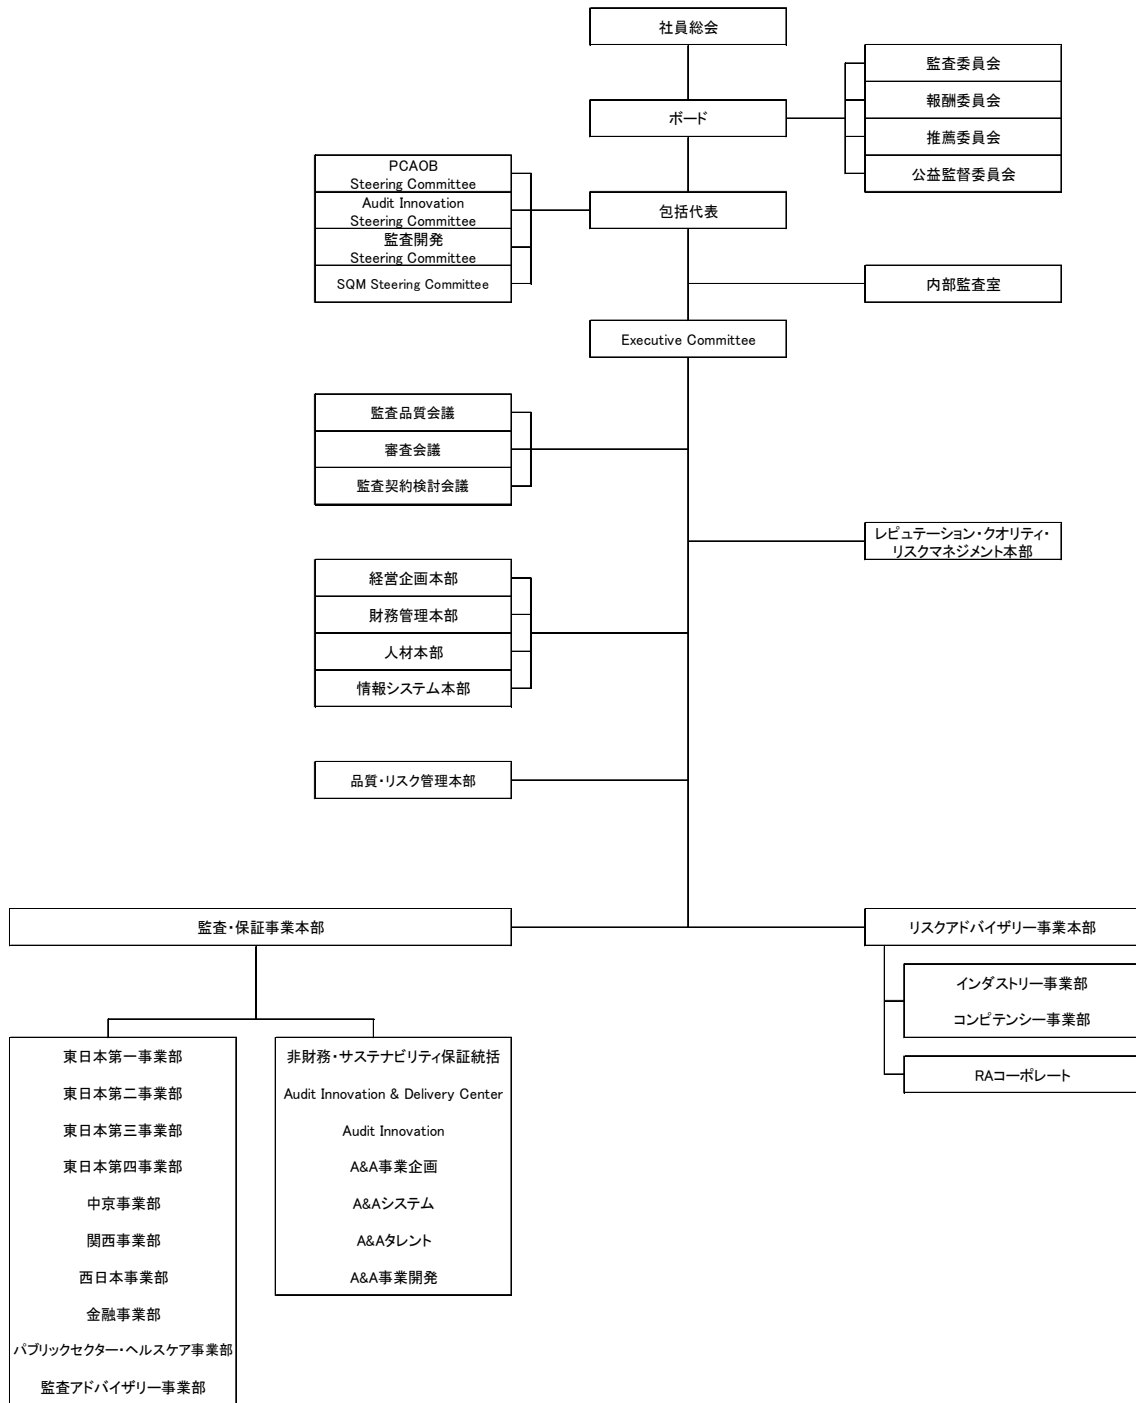 社員総会
監査委員会
報酬委員会
推薦委員会
公益監督委員会
ボード
PCAOB
Steering Committee
Audit Innovation
Steering Committee
監査開発
Steering Committee
SQM Steering Committee
包括代表
内部監査室
Executive Committee
監査品質会議
審査会議
監査契約検討会議
レピュテーション・クオリティ・
リスクマネジメント本部
経営企画本部
財務管理本部
人材本部
情報システム本部
品質・リスク管理本部
監査・保証事業本部
リスクアドバイザリー事業本部
インダストリー事業部
コンピテンシー事業部
RAコーポレート
東日本第一事業部
東日本第二事業部
東日本第三事業部
東日本第四事業部
中京事業部
関西事業部
西日本事業部
金融事業部
パブリックセクター・ヘルスケア事業部
監査アドバイザリー事業部
非財務・サステナビリティ保証統括
Audit Innovation & Delivery Center
Audit Innovation
A&A事業企画
A&Aシステム
A&Aタレント
A&A事業開発